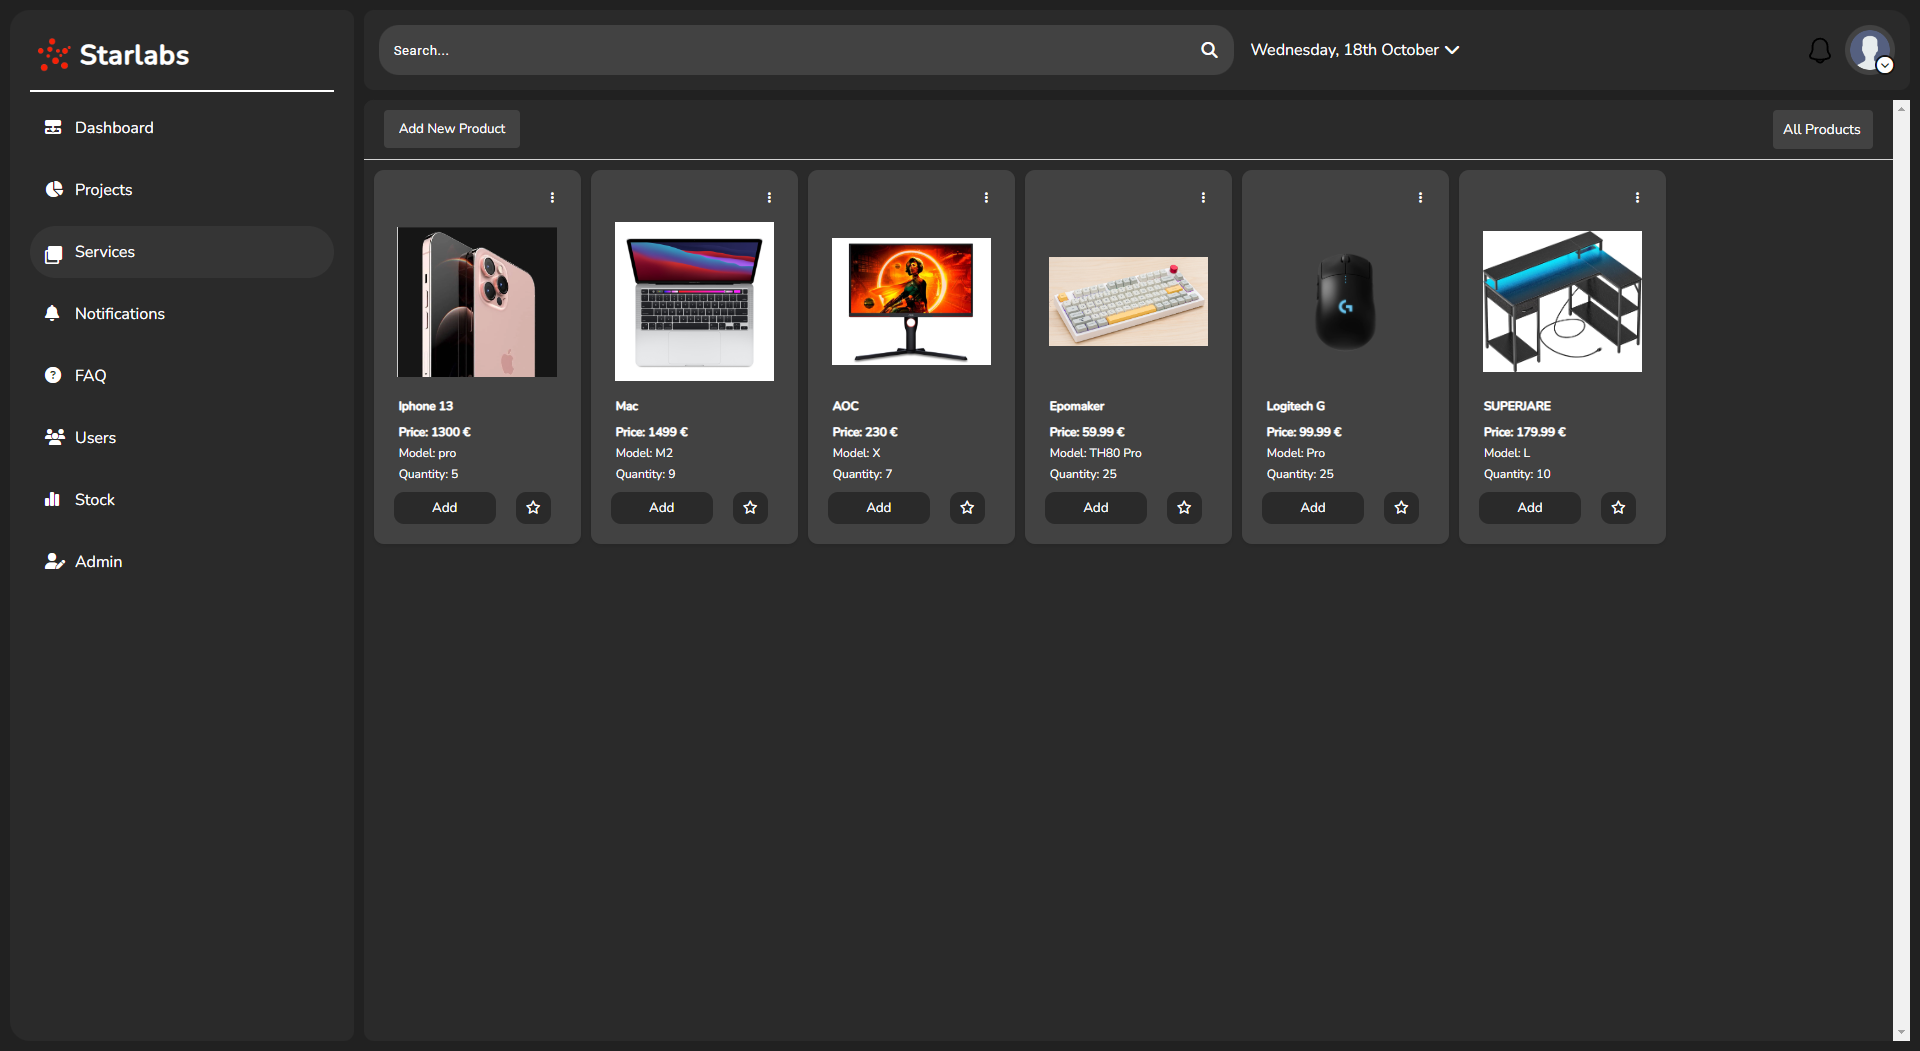 Starlabs
Search...
Wednesday, 18th October
Dashboard
Projects
Services
Notifications
FAQ
Users
Stock
Admin
Add New Product
All Products
Iphone 13
Price: 1300 €
Model: pro
Quantity: 5
Add
Mac
Price: 1499 €
Model: M2
Quantity: 9
Add
AOC
Price: 230 €
Model: X
Quantity: 7
Add
Epomaker
Price: 59.99 €
Model: TH80 Pro
Quantity: 25
Add
Logitech G
Price: 99.99 €
Model: Pro
Quantity: 25
Add
SUPERJARE
Price: 179.99 €
Model: L
Quantity: 10
Add